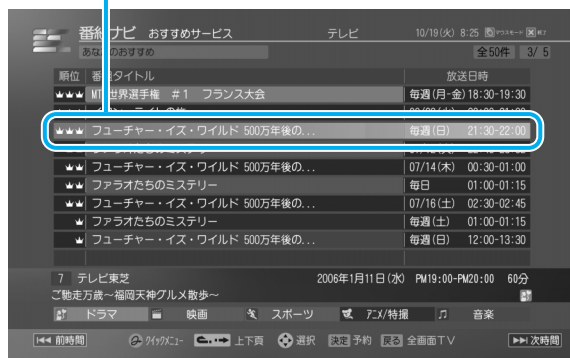 番組ナビ おすすめサービス テレビ 10/19(火) 8:25 マウスモード 終了
あなたのおすすめ 全50件 3/ 5
順位 番組タイトル 放送日時
世界選手権 #1 フランス大会 毎週(月-金)18:30-19:30
フューチャー・イズ・ワイルド 500万年後の... 毎週(日) 21:30-22:00
フューチャー・イズ・ワイルド 500万年後の... 07/14(木) 00:30-01:00
ファラオたちのミステリー 毎日 01:00-01:15
フューチャー・イズ・ワイルド 500万年後の... 07/16(土) 02:30-02:45
ファラオたちのミステリー 毎週(土) 01:00-01:15
フューチャー・イズ・ワイルド 500万年後の... 毎週(日) 12:00-13:30
7 テレビ東芝 2006年1月11日(水) PM19:00-PM20:00 60分
ご馳走万歳~福岡天神グルメ散歩~
ドラマ 映画 スポーツ アニメ/特撮 音楽
前時間 クイックメニュー 上下頁 選択 決定 予約 戻る 全画面TV 次時間